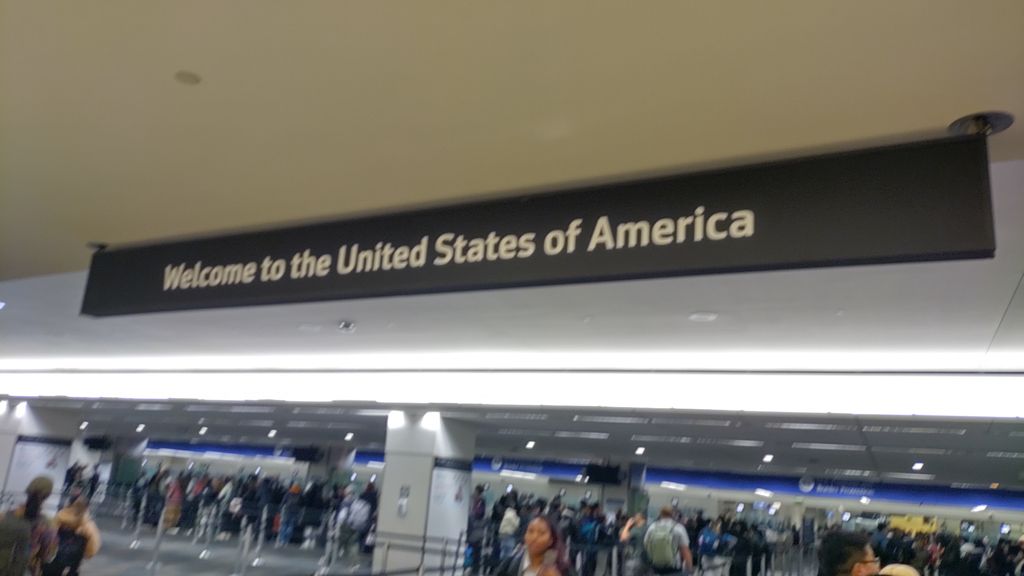 Welcome to the United States of America